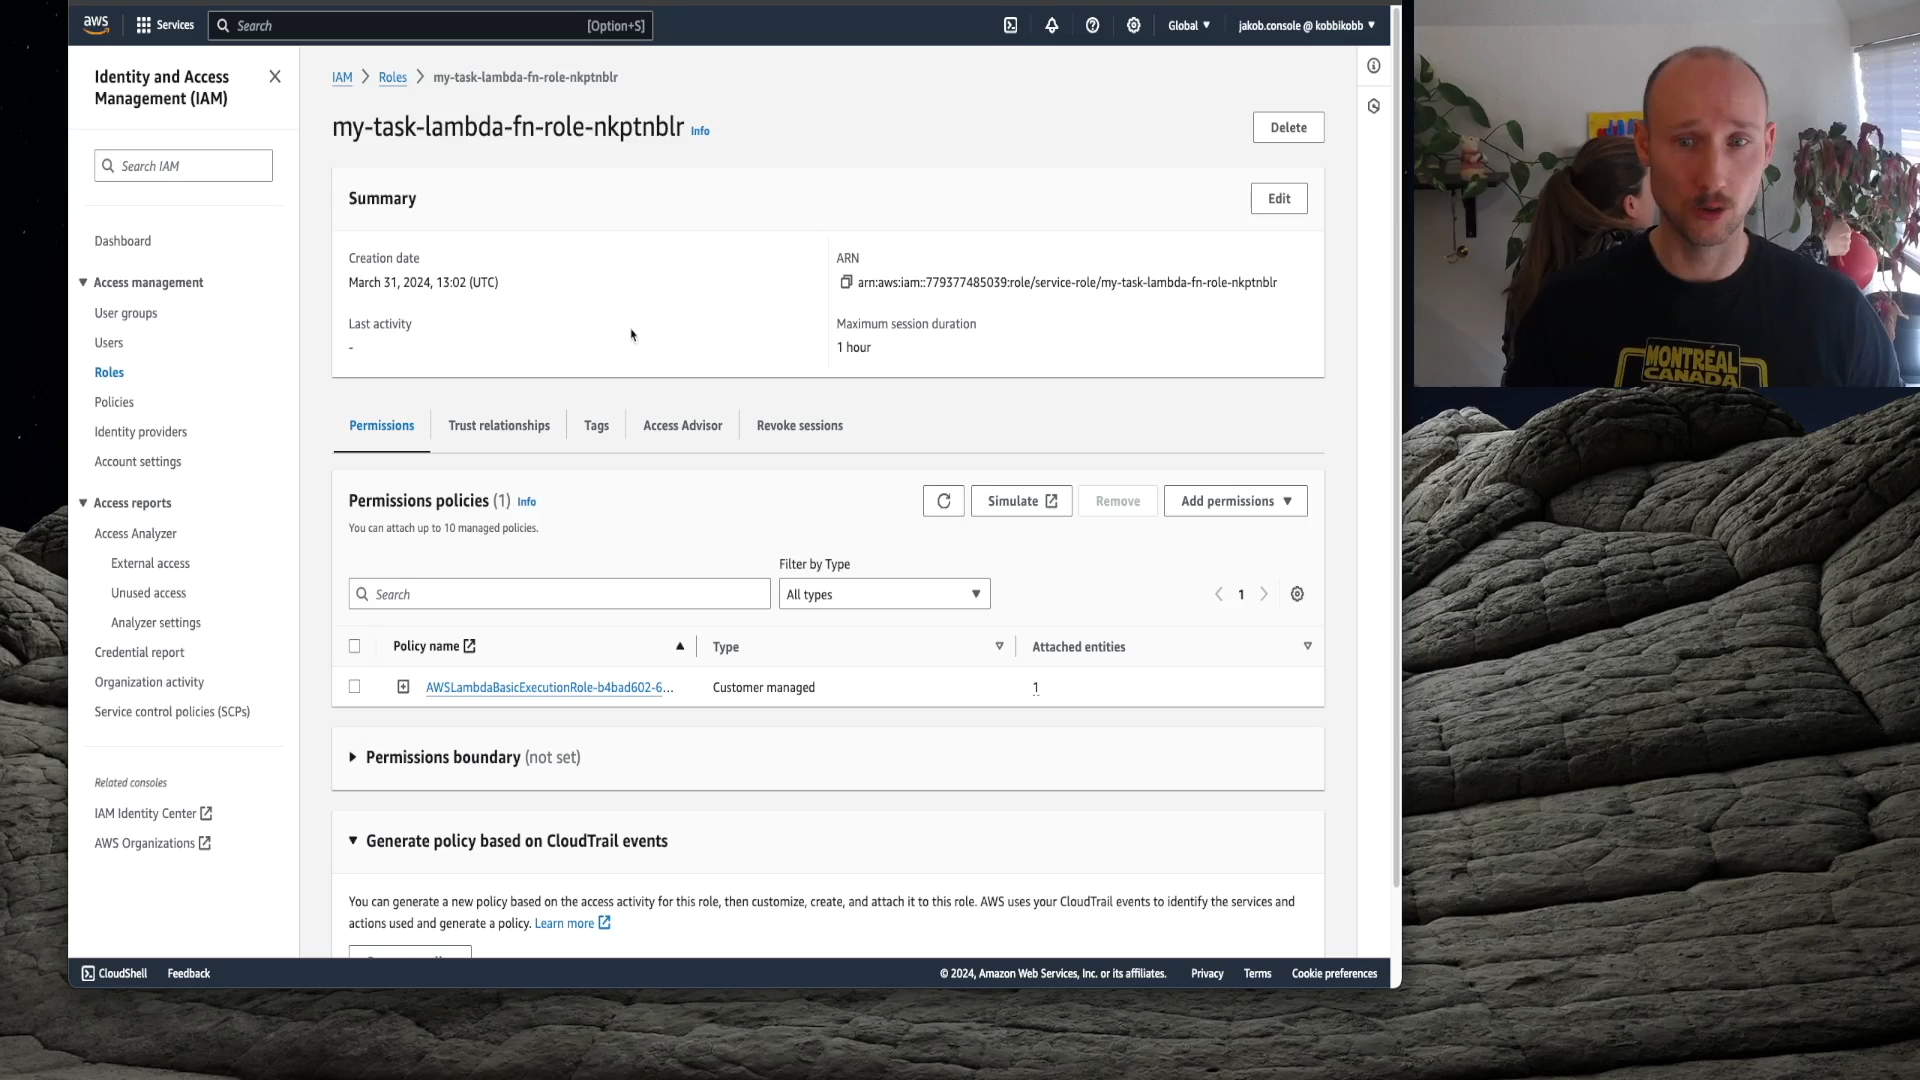 aws
Services
Search
[Option+S]
Global
jakob.console @ kobbikobb
Identity and Access
Management (IAM)
Search IAM
Dashboard
Access management
User groups
Users
Roles
Policies
Identity providers
Account settings
Access reports
Access Analyzer
External access
Unused access
Analyzer settings
Credential report
Organization activity
Service control policies (SCPs)
Related consoles
IAM Identity Center
AWS Organizations
IAM > Roles > my-task-lambda-fn-role-nkptnblr
my-task-lambda-fn-role-nkptnblr Info
Delete
Summary
Edit
Creation date
March 31, 2024, 13:02 (UTC)
ARN
arn:aws:iam::779377485039:role/service-role/my-task-lambda-fn-role-nkptnblr
Last activity
-
Maximum session duration
1 hour
Permissions
Trust relationships
Tags
Access Advisor
Revoke sessions
Permissions policies (1) Info
You can attach up to 10 managed policies.
Simulate
Remove
Add permissions
Search
Filter by Type
All types
1
Policy name
Type
Attached entities
AWSLambdaBasicExecutionRole-b4bad602-6...
Customer managed
1
Permissions boundary (not set)
Generate policy based on CloudTrail events
You can generate a new policy based on the access activity for this role, then customize, create, and attach it to this role. AWS uses your CloudTrail events to identify the services and
actions used and generate a policy. Learn more
CloudShell
Feedback
© 2024, Amazon Web Services, Inc. or its affiliates.
Privacy
Terms
Cookie preferences
MONTRÉAL
CANADA